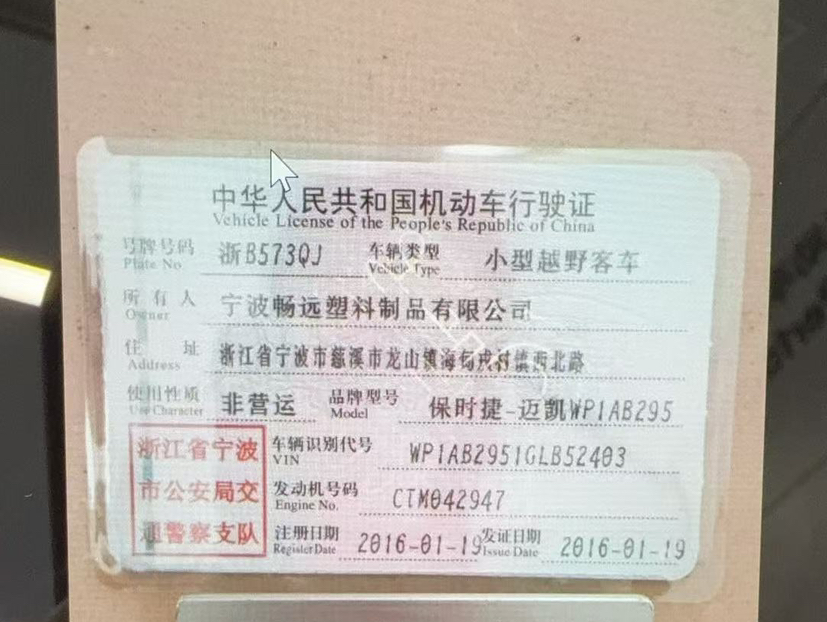 中华人民共和国机动车行驶证
Vehicle License of the People's Republic of China
号牌号码 浙B573QJ 车辆类型 小型越野客车
Plate No. Vehicle Type
所有人 宁波畅远塑料制品有限公司
Owner
住址 浙江省宁波市慈溪市龙山镇海甸戎村镇西北路
Address
使用性质 非营运 品牌型号 保时捷-迈凯WP1AB295
Use Character Model
浙江省宁波
市公安局交
通警察支队
车辆识别代号 WP1AB2951GLB52403
VIN
发动机号码 CTM042947
Engine No.
注册日期 2016-01-19 发证日期 2016-01-19
Register Date Issue Date